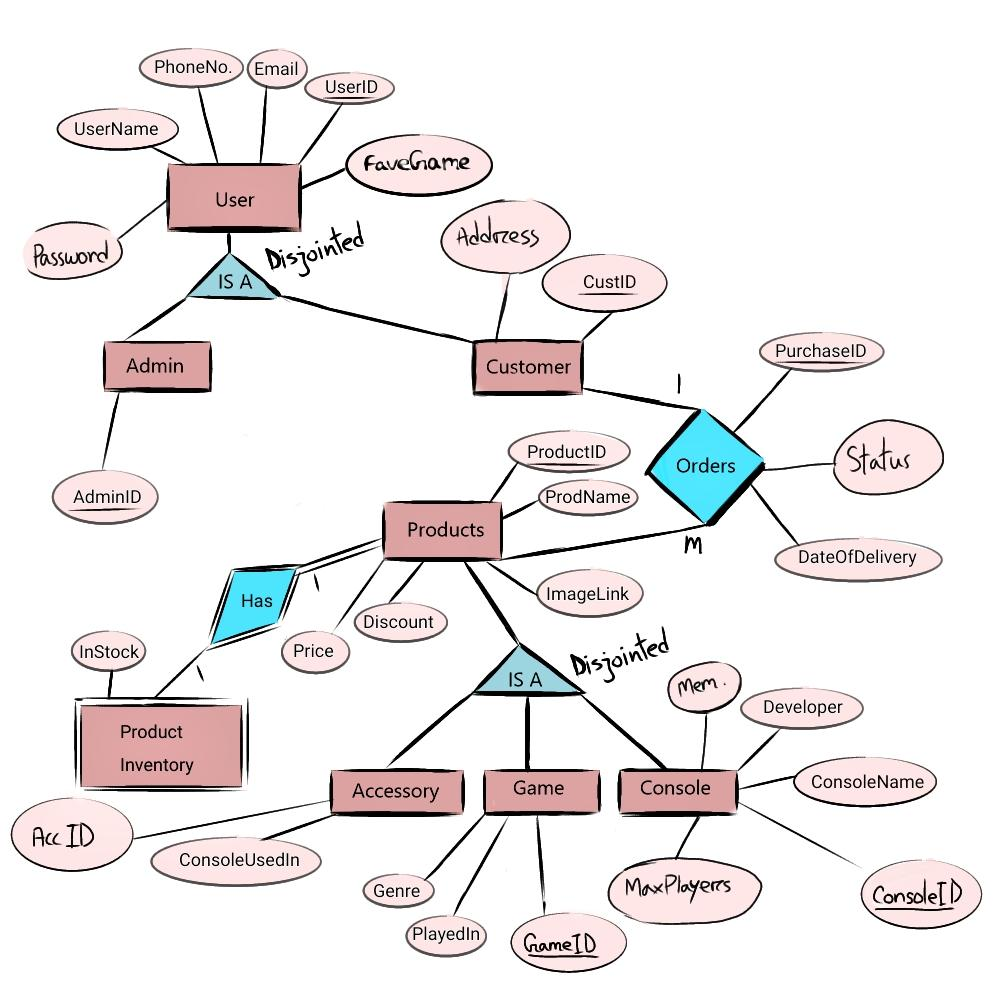 PhoneNo.
Email
UserID
UserName
FaveGame
User
Password
Disjointed
IS A
Address
CustID
Admin
Customer
1
PurchaseID
AdminID
Orders
Status
ProductID
ProdName
Products
M
DateOfDelivery
Has
1
ImageLink
Discount
Price
InStock
1
Disjointed
IS A
Mem.
Developer
Product
Inventory
Accessory
Game
Console
ConsoleName
Acc ID
ConsoleUsedIn
Genre
PlayedIn
GameID
MaxPlayers
ConsoleID